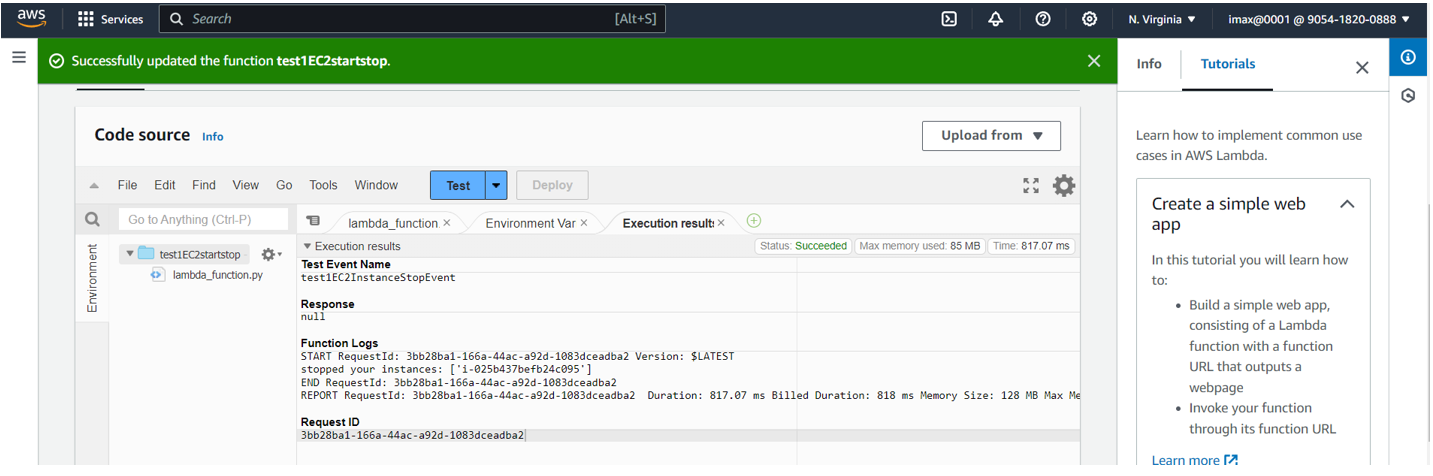 aws
Services
Search
[Alt+S]
N. Virginia
imax@0001 @ 9054-1820-0888
Successfully updated the function test1EC2startstop.
Code source
Info
Upload from
File Edit Find View Go Tools Window
Test
Deploy
Go to Anything (Ctrl-P)
lambda_function
Environment Var
Execution results
Environment
test1EC2startstop
lambda_function.py
Execution results
Status: Succeeded
Max memory used: 85 MB
Time: 817.07 ms
Test Event Name
test1EC2InstanceStopEvent
Response
null
Function Logs
START RequestId: 3bb28ba1-166a-44ac-a92d-1083dceadba2 Version: $LATEST
stopped your instances: ['i-025b437befb24c095']
END RequestId: 3bb28ba1-166a-44ac-a92d-1083dceadba2
REPORT RequestId: 3bb28ba1-166a-44ac-a92d-1083dceadba2 Duration: 817.07 ms Billed Duration: 818 ms Memory Size: 128 MB Max Me
Request ID
3bb28ba1-166a-44ac-a92d-1083dceadba2
Info
Tutorials
Learn how to implement common use
cases in AWS Lambda.
Create a simple web
app
In this tutorial you will learn how
to:
• Build a simple web app,
consisting of a Lambda
function with a function
URL that outputs a
webpage
• Invoke your function
through its function URL
Learn more